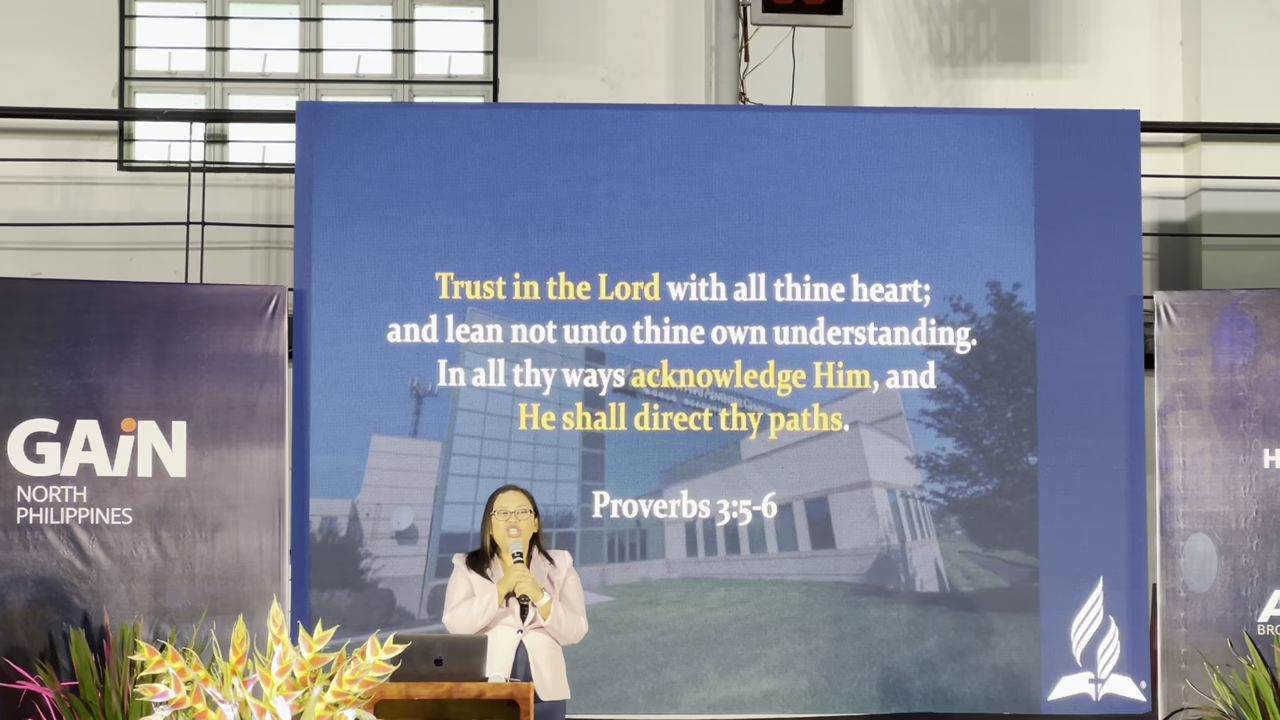 Trust in the Lord with all thine heart;
and lean not unto thine own understanding.
In all thy ways acknowledge Him, and
He shall direct thy paths.
Proverbs 3:5-6
GAiN
NORTH
PHILIPPINES